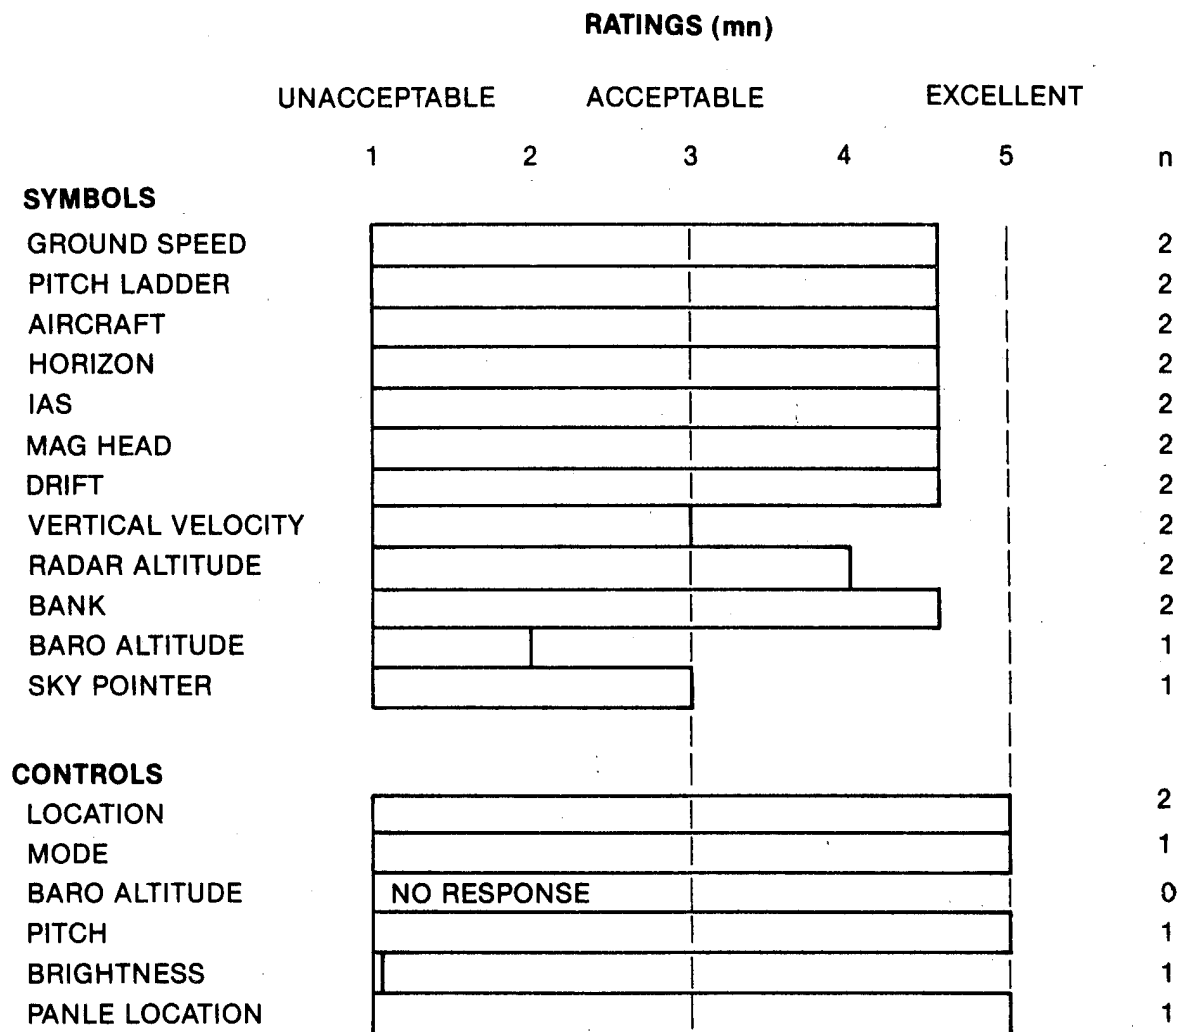 RATINGS (mn)
UNACCEPTABLE ACCEPTABLE EXCELLENT
1 2 3 4 5 n
SYMBOLS
GROUND SPEED 2
PITCH LADDER 2
AIRCRAFT 2
HORIZON 2
IAS 2
MAG HEAD 2
DRIFT 2
VERTICAL VELOCITY 2
RADAR ALTITUDE 2
BANK 2
BARO ALTITUDE 1
SKY POINTER 1
CONTROLS
LOCATION 2
MODE 1
BARO ALTITUDE NO RESPONSE 0
PITCH 1
BRIGHTNESS 1
PANLE LOCATION 1